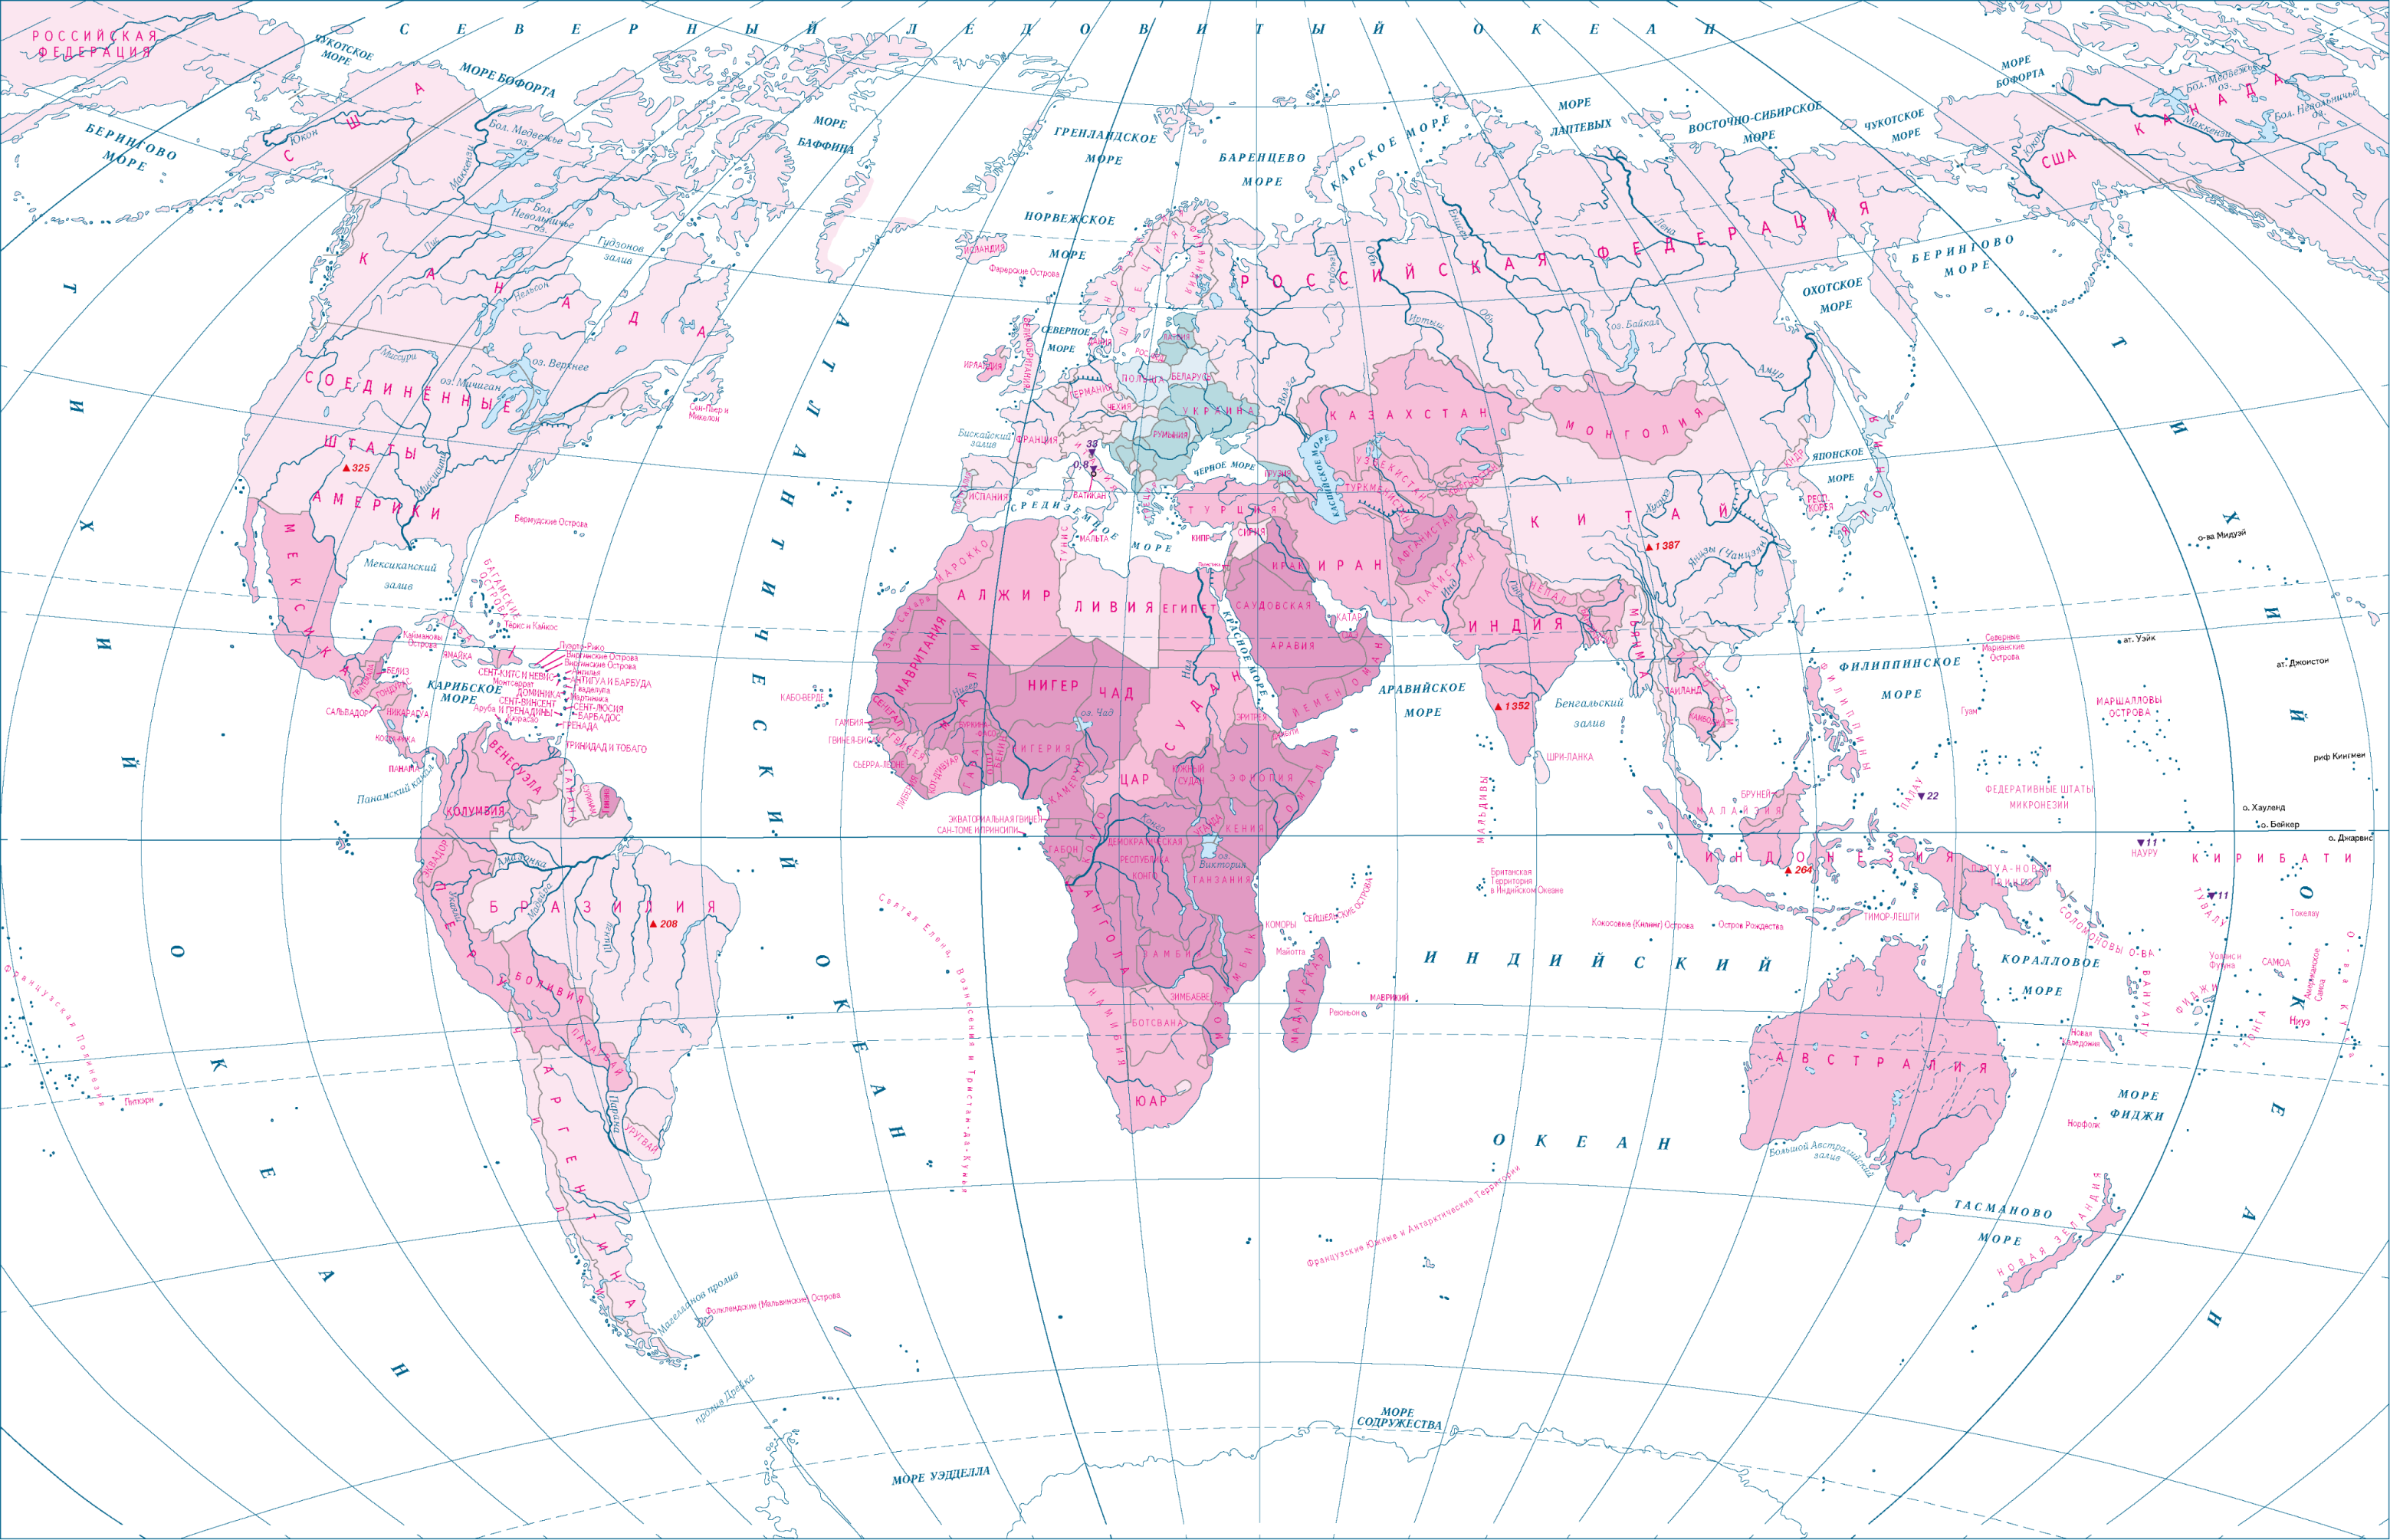 СЕВЕРНЫЙ ЛЕДОВИТЫЙ ОКЕАН
РОССИЙСКАЯ
ФЕДЕРАЦИЯ
ЧУКОТСКОЕ
МОРЕ
МОРЕ БОФОРТА
БЕРИНГОВО
МОРЕ
США
Юкон
Маккензи
Бол. Медвежье
оз.
Бол.
Невольничье
оз.
МОРЕ
БАФФИНА
ГРЕНЛАНДСКОЕ
МОРЕ
БАРЕНЦЕВО
МОРЕ
КАРСКОЕ МОРЕ
МОРЕ
ЛАПТЕВЫХ
ВОСТОЧНО-СИБИРСКОЕ
МОРЕ
ЧУКОТСКОЕ
МОРЕ
МОРЕ
БОФОРТА
Бол. Медвежье
оз.
Бол. Невольничье
оз.
Маккензи
КАНАДА
США
Юкон
НОРВЕЖСКОЕ
МОРЕ
ИСЛАНДИЯ
Фарерские Острова
Гудзонов
залив
КАНАДА
Нельсон
ШВЕЦИЯ
РОССИЙСКАЯ ФЕДЕРАЦИЯ
Обь
Енисей
Лена
Иртыш
Обь
оз. Байкал
Амур
Волга
ОХОТСКОЕ
МОРЕ
БЕРИНГОВО
МОРЕ
СЕВЕРНОЕ
МОРЕ
ВЕЛИКОБРИТАНИЯ
ИРЛАНДИЯ
ДАНИЯ
ЛАТВИЯ
ПОЛЬША
БЕЛАРУСЬ
ГЕРМАНИЯ
ЧЕХИЯ
УКРАИНА
РУМЫНИЯ
ФРАНЦИЯ
Бискайский
залив
ИСПАНИЯ
33
0,8
ВАТИКАН
ЧЕРНОЕ МОРЕ
ГРУЗИЯ
КАСПИЙСКОЕ МОРЕ
СРЕДИЗЕМНОЕ МОРЕ
МАЛЬТА
КИПР
ТУРЦИЯ
СИРИЯ
ИРАК
ИРАН
КАЗАХСТАН
УЗБЕКИСТАН
ТУРКМЕНИСТАН
АФГАНИСТАН
ПАКИСТАН
МОНГОЛИЯ
КИТАЙ
1 387
Хуанхэ
Янцзы (Чанцзян)
КНДР
РЕСП.
КОРЕЯ
ЯПОНИЯ
ЯПОНСКОЕ
МОРЕ
СОЕДИНЕННЫЕ
ШТАТЫ
АМЕРИКИ
325
Миссури
Миссисипи
оз. Мичиган
оз. Верхнее
Сен-Пьер и
Микелон
Бермудские Острова
МЕКСИКА
Мексиканский
залив
БАГАМСКИЕ
ОСТРОВА
КУБА
Теркс и Кайкос
Каймановы
Острова
ЯМАЙКА
Пуэрто-Рико
Виргинские Острова
Виргинские Острова
Ангилья
СЕНТ-КИТС И НЕВИС
АНТИГУА И БАРБУДА
Монтсеррат
Гваделупа
ДОМИНИКА
Мартиника
СЕНТ-ВИНСЕНТ
И ГРЕНАДИНЫ
СЕНТ-ЛЮСИЯ
БАРБАДОС
Аруба
Кюрасао
ГРЕНАДА
ТРИНИДАД И ТОБАГО
БЕЛИЗ
ГОНДУРАС
САЛЬВАДОР
НИКАРАГУА
КОСТА-РИКА
ПАНАМА
Панамский канал
КАРИБСКОЕ
МОРЕ
ВЕНЕСУЭЛА
КОЛУМБИЯ
ГАЙАНА
ЭКВАДОР
ПЕРУ
БРАЗИЛИЯ
208
Амазонка
Мадейра
Шингу
Укаяли
БОЛИВИЯ
ПАРАГВАЙ
Парана
УРУГВАЙ
ЧИЛИ
АРГЕНТИНА
Магелланов пролив
Фолклендские (Мальвинские) Острова
пролив Дрейка
МОРЕ УЭДДЕЛЛА
МОРЕ
СОДРУЖЕСТВА
ТИХИЙ ОКЕАН
АТЛАНТИЧЕСКИЙ ОКЕАН
Французская Полинезия
Питкэрн
Святая Елена, Вознесения и Тристан-да-Кунья
МАРОККО
АЛЖИР
ТУНИС
ЛИВИЯ
ЕГИПЕТ
Зап. Сахара
МАВРИТАНИЯ
МАЛИ
НИГЕР
ЧАД
СУДАН
Нил
КРАСНОЕ МОРЕ
ЭРИТРЕЯ
КАБО-ВЕРДЕ
СЕНЕГАЛ
ГАМБИЯ
ГВИНЕЯ-БИСАУ
ГВИНЕЯ
СЬЕРРА-ЛЕОНЕ
ЛИБЕРИЯ
КОТ-ДИВУАР
ГАНА
ТОГО
БЕНИН
БУРКИНА-
ФАСО
НИГЕРИЯ
Нигер
оз. Чад
КАМЕРУН
ЦАР
ЮЖНЫЙ
СУДАН
ЭФИОПИЯ
СОМАЛИ
ЭКВАТОРИАЛЬНАЯ ГВИНЕЯ
САН-ТОМЕ И ПРИНСИПИ
ГАБОН
КОНГО
Конго
ДЕМОКРАТИЧЕСКАЯ
РЕСПУБЛИКА
КОНГО
УГАНДА
КЕНИЯ
оз.
Виктория
ТАНЗАНИЯ
АНГОЛА
ЗАМБИЯ
МОЗАМБИК
ЗИМБАБВЕ
НАМИБИЯ
БОТСВАНА
ЮАР
МАДАГАСКАР
КОМОРЫ
Майотта
СЕЙШЕЛЬСКИЕ ОСТРОВА
МАВРИКИЙ
Реюньон
САУДОВСКАЯ
АРАВИЯ
КАТАР
ОАЭ
ОМАН
ЙЕМЕН
АРАВИЙСКОЕ
МОРЕ
ИНДИЯ
1 352
Инд
Ганг
НЕПАЛ
МЬЯНМА
Бенгальский
залив
ШРИ-ЛАНКА
МАЛЬДИВЫ
Британская
Территория
в Индийском Океане
ТАИЛАНД
ВЬЕТНАМ
КАМБОДЖА
БРУНЕЙ
МАЛАЙЗИЯ
ФИЛИППИНЫ
ФИЛИППИНСКОЕ
МОРЕ
ИНДОНЕЗИЯ
264
ТИМОР-ЛЕШТИ
Кокосовые (Килинг) Острова
Остров Рождества
ПАЛАУ
22
Северные
Марианские
Острова
Гуам
ФЕДЕРАТИВНЫЕ ШТАТЫ
МИКРОНЕЗИИ
МАРШАЛЛОВЫ
ОСТРОВА
о-ва Мидуэй
ат. Уэйк
ат. Джонстон
риф Кингмен
о. Хауленд
о. Бейкер
о. Джарвис
11
НАУРУ
КИРИБАТИ
11
ТУВАЛУ
Токелау
ПАПУА-НОВАЯ
ГВИНЕЯ
СОЛОМОНОВЫ О-ВА
Уоллис и
Футуна
САМОА
Американское
Самоа
О-ва Кука
ФИДЖИ
ВАНУАТУ
ТОНГА
Ниуэ
Новая
Каледония
КОРАЛЛОВОЕ
МОРЕ
ИНДИЙСКИЙ
ОКЕАН
АВСТРАЛИЯ
Большой Австралийский
залив
МОРЕ
ФИДЖИ
Норфолк
ТАСМАНОВО
МОРЕ
НОВАЯ ЗЕЛАНДИЯ
Французские Южные и Антарктические Территории
ТИХИЙ ОКЕАН